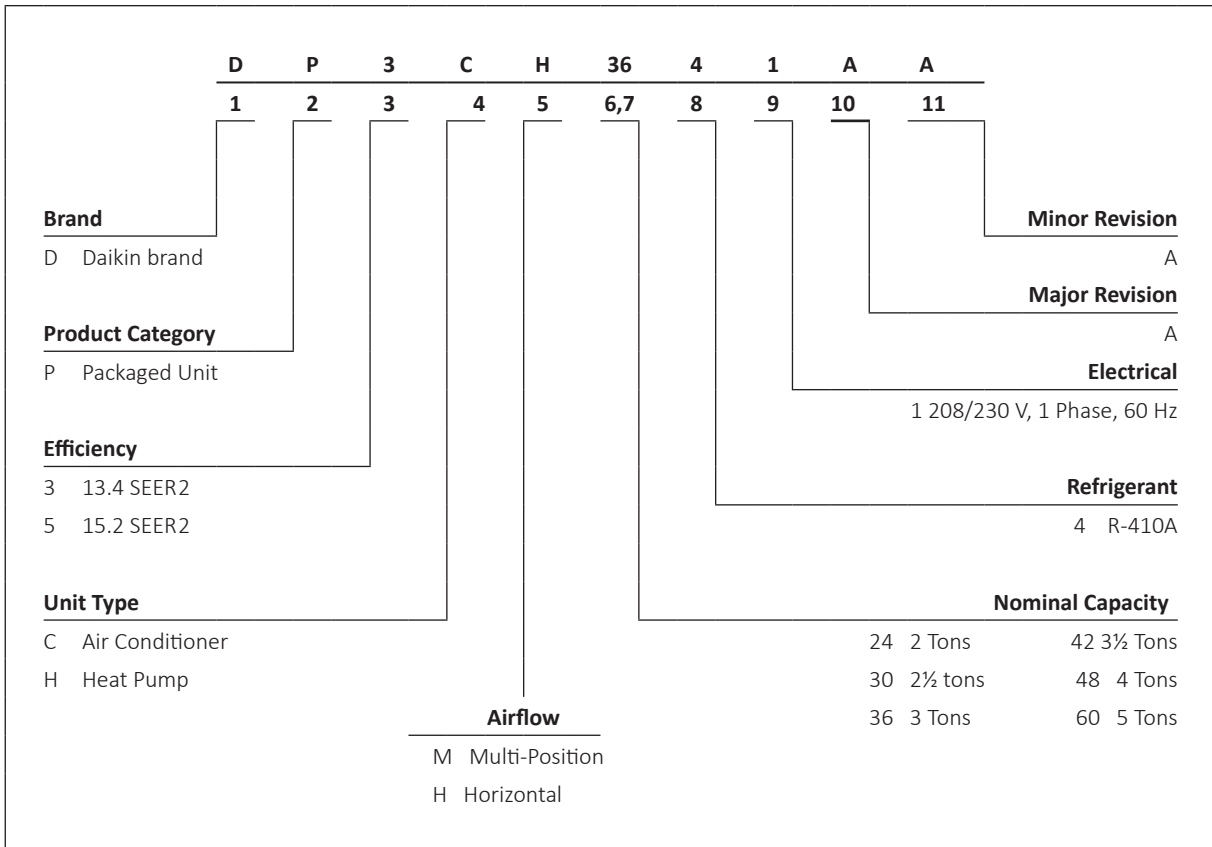 D P 3 C H 36 4 1 A A
1 2 3 4 5 6,7 8 9 10 11
Brand
D Daikin brand
Product Category
P Packaged Unit
Efficiency
3 13.4 SEER2
5 15.2 SEER2
Unit Type
C Air Conditioner
H Heat Pump
Airflow
M Multi-Position
H Horizontal
Minor Revision
A
Major Revision
A
Electrical
1 208/230 V, 1 Phase, 60 Hz
Refrigerant
4 R-410A
Nominal Capacity
24 2 Tons 42 3½ Tons
30 2½ tons 48 4 Tons
36 3 Tons 60 5 Tons